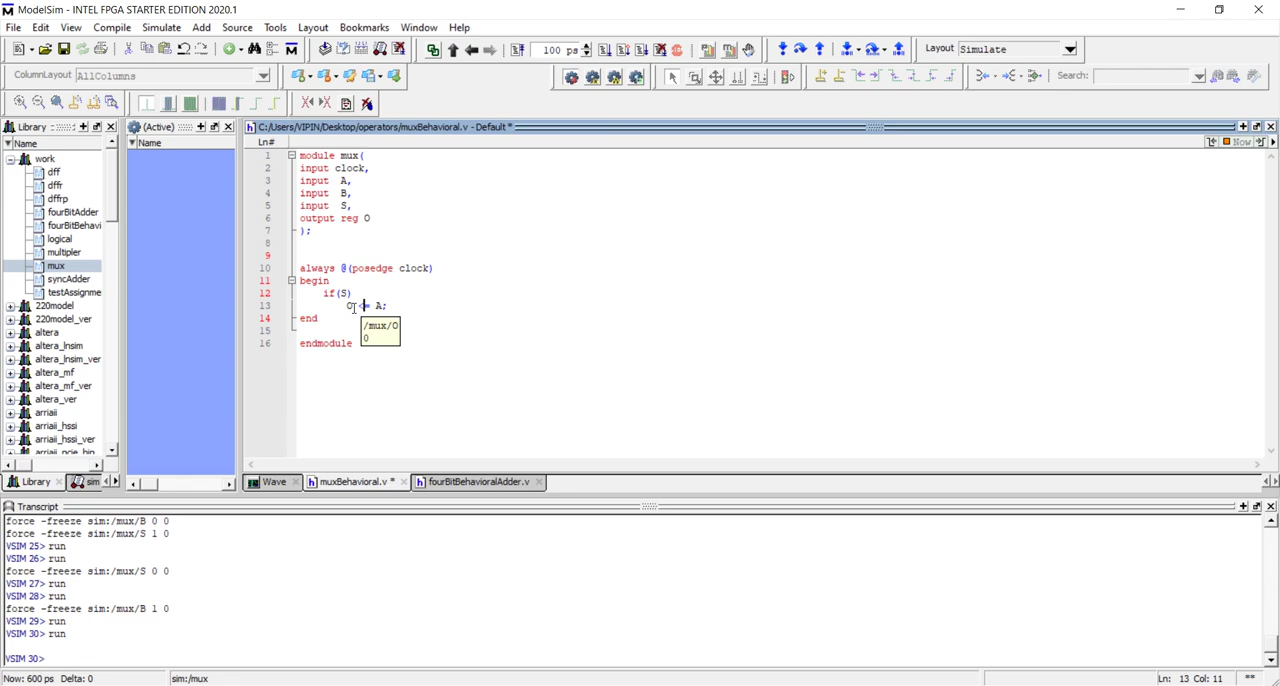 ModelSim - INTEL FPGA STARTER EDITION 2020.1
File Edit View Compile Simulate Add Source Tools Layout Bookmarks Window Help
100 ps
Layout Simulate
ColumnLayout AllColumns
Search:
Library
(Active)
C:/Users/VIPIN/Desktop/operators/muxBehavioral.v - Default *
Name
Name
Ln#
Now
work
dff
dffr
dffrp
fourBitAdder
fourBitBehavi
logical
multipler
mux
syncAdder
testAssignme
220model
220model_ver
altera
altera_lnsim
altera_lnsim_ver
altera_mf
altera_mf_ver
altera_ver
arriaii
arriaii_hssi
arriaii_hssi_ver
1 module mux(
2 input clock,
3 input A,
4 input B,
5 input S,
6 output reg O
7 );
8
9
10 always @(posedge clock)
11 begin
12 if(S)
13 O <= A;
14 end
15
16 endmodule
/mux/O
0
Library
sim
Wave
muxBehavioral.v *
fourBitBehavioralAdder.v
Transcript
force -freeze sim:/mux/B 0 0
force -freeze sim:/mux/S 1 0
VSIM 25> run
VSIM 26> run
force -freeze sim:/mux/S 0 0
VSIM 27> run
VSIM 28> run
force -freeze sim:/mux/B 1 0
VSIM 29> run
VSIM 30> run
VSIM 30>
Now: 600 ps Delta: 0
sim:/mux
Ln: 13 Col: 11